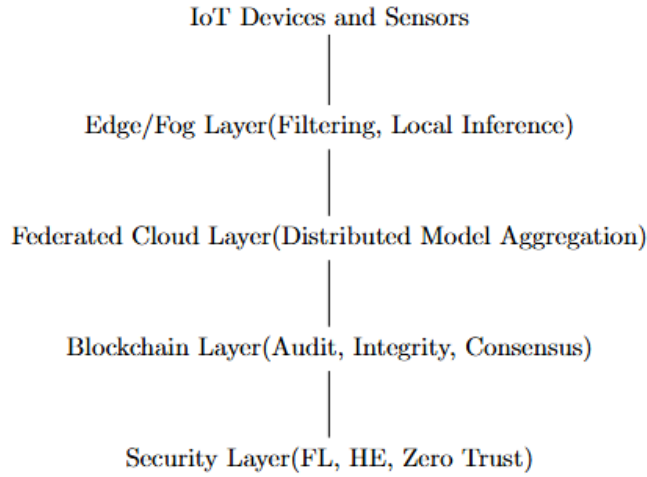 IoT Devices and Sensors
Edge/Fog Layer(Filtering, Local Inference)
Federated Cloud Layer(Distributed Model Aggregation)
Blockchain Layer(Audit, Integrity, Consensus)
Security Layer(FL, HE, Zero Trust)